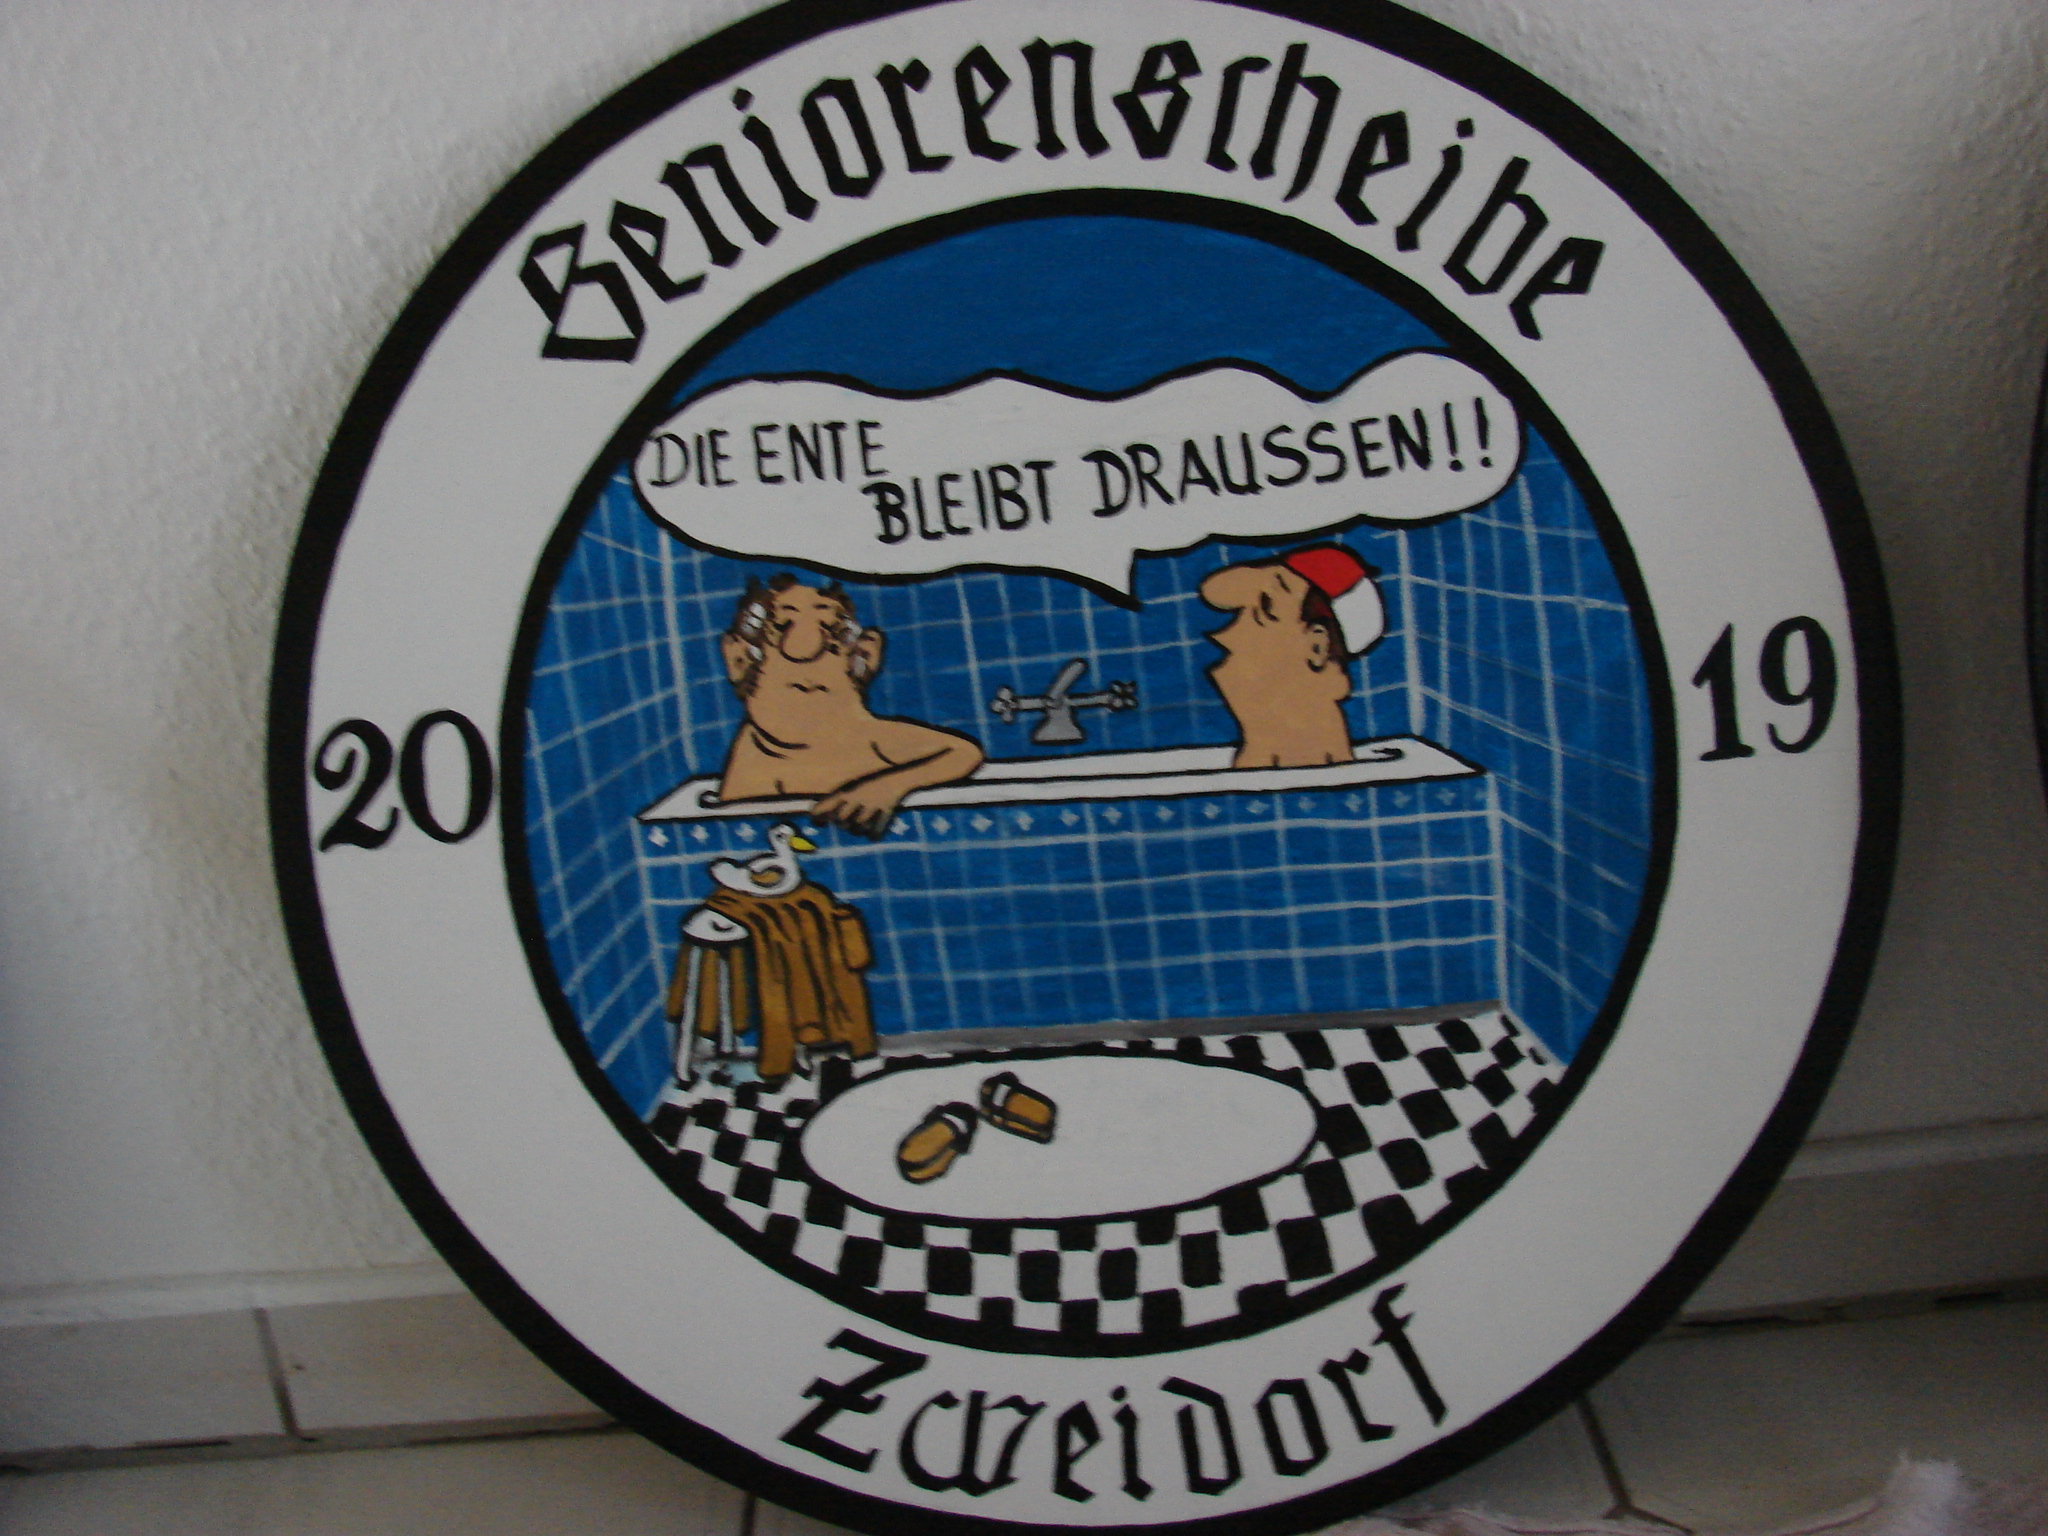 Seniorenscheibe
DIE ENTE
BLEIBT DRAUSSEN!!
20 19
Zweidorf